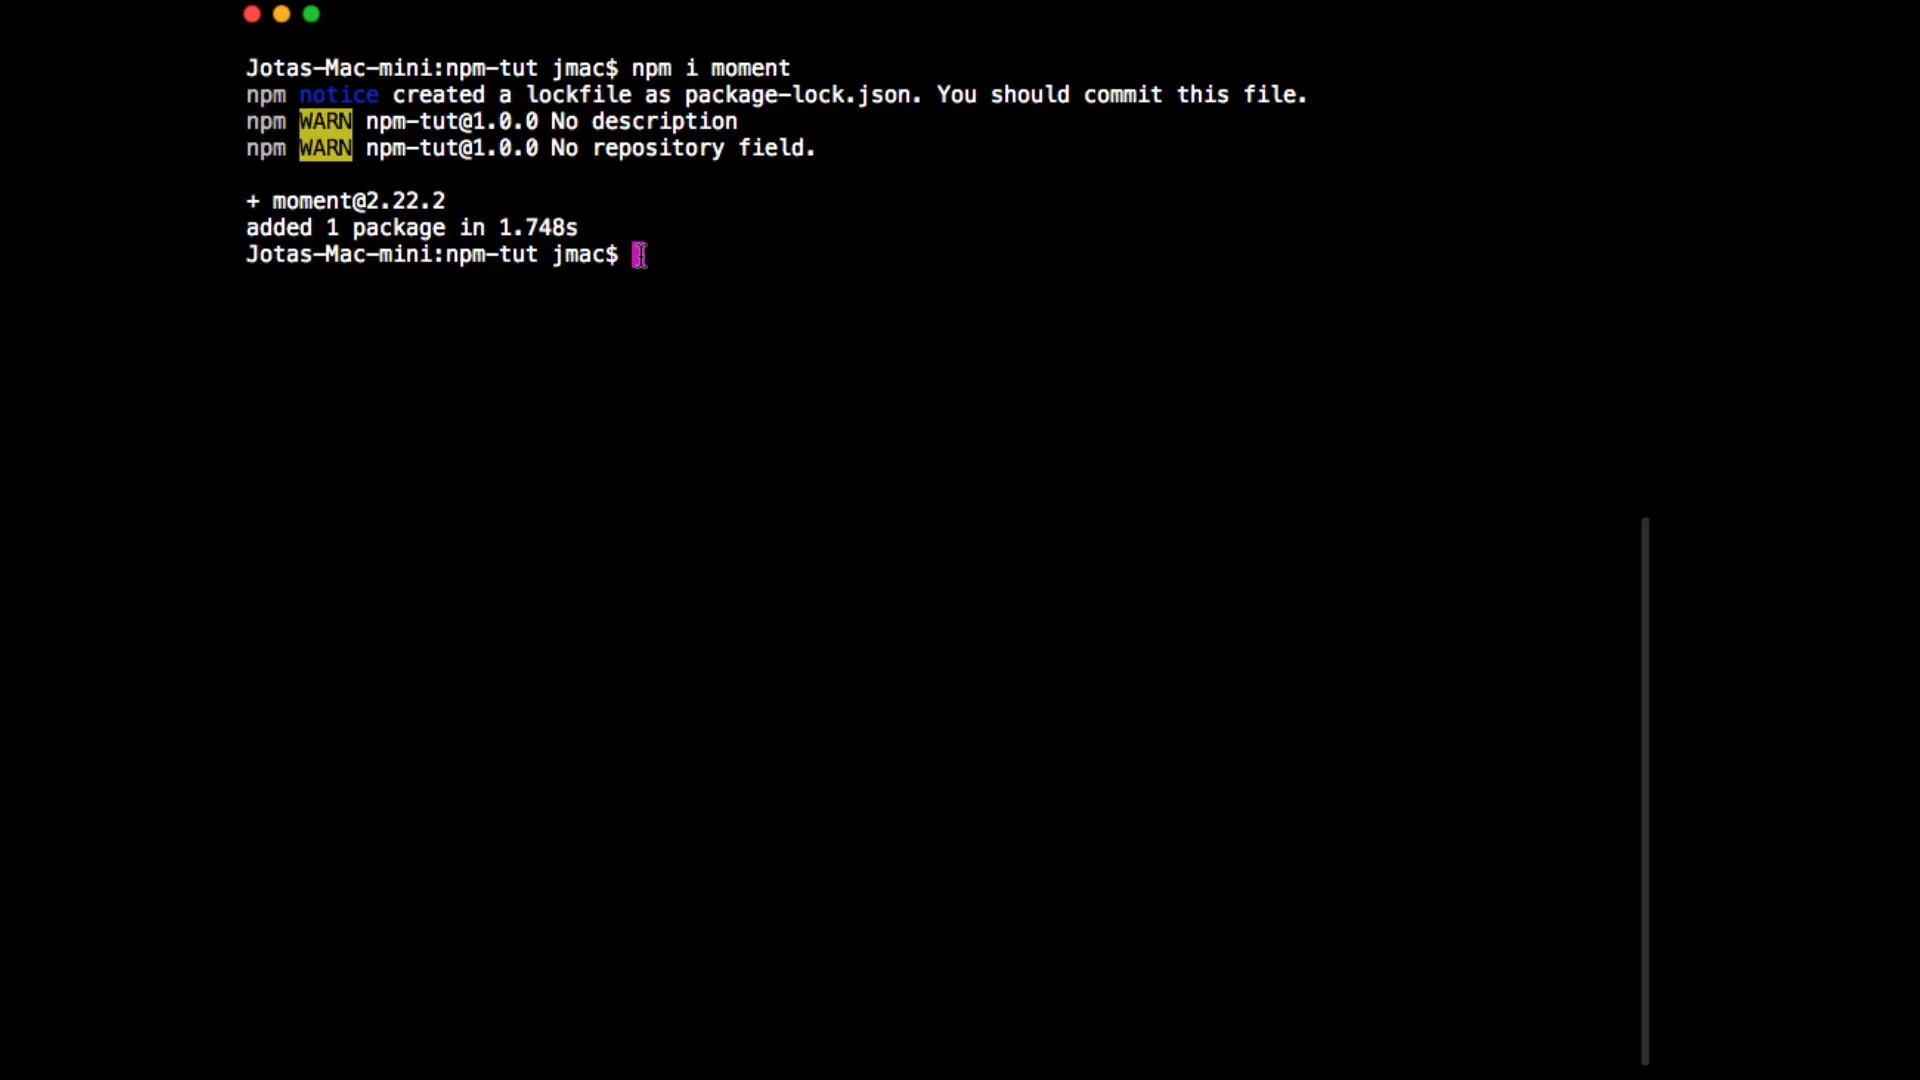 Jotas-Mac-mini:npm-tut jmac$ npm i moment
npm notice created a lockfile as package-lock.json. You should commit this file.
npm WARN npm-tut@1.0.0 No description
npm WARN npm-tut@1.0.0 No repository field.
+ moment@2.22.2
added 1 package in 1.748s
Jotas-Mac-mini:npm-tut jmac$